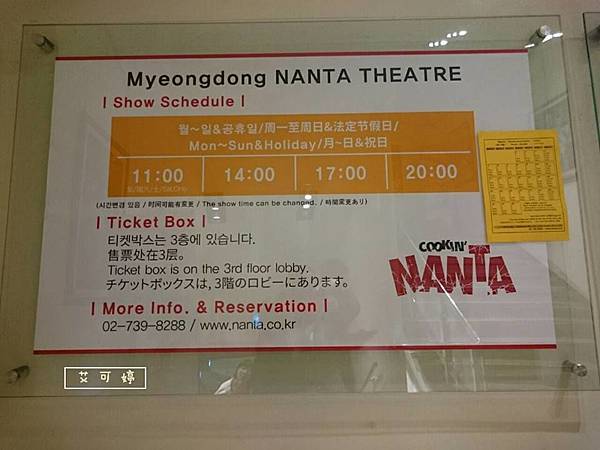 Myeongdong NANTA THEATRE
| Show Schedule |
월~일&공휴일/周一至周日&法定节假日/
Mon~Sun&Holiday/月~日&祝日
11:00 14:00 17:00 20:00
(시간변경 있음 / 时间可能有变更 / The show time can be changed. / 時間変更あり)
| Ticket Box |
티켓박스는 3층에 있습니다.
售票处在3层。
Ticket box is on the 3rd floor lobby.
チケットボックスは, 3階のロビーにあります。
COOKIN'
NANTA
| More Info. & Reservation |
02-739-8288 / www.nanta.co.kr
艾可婷